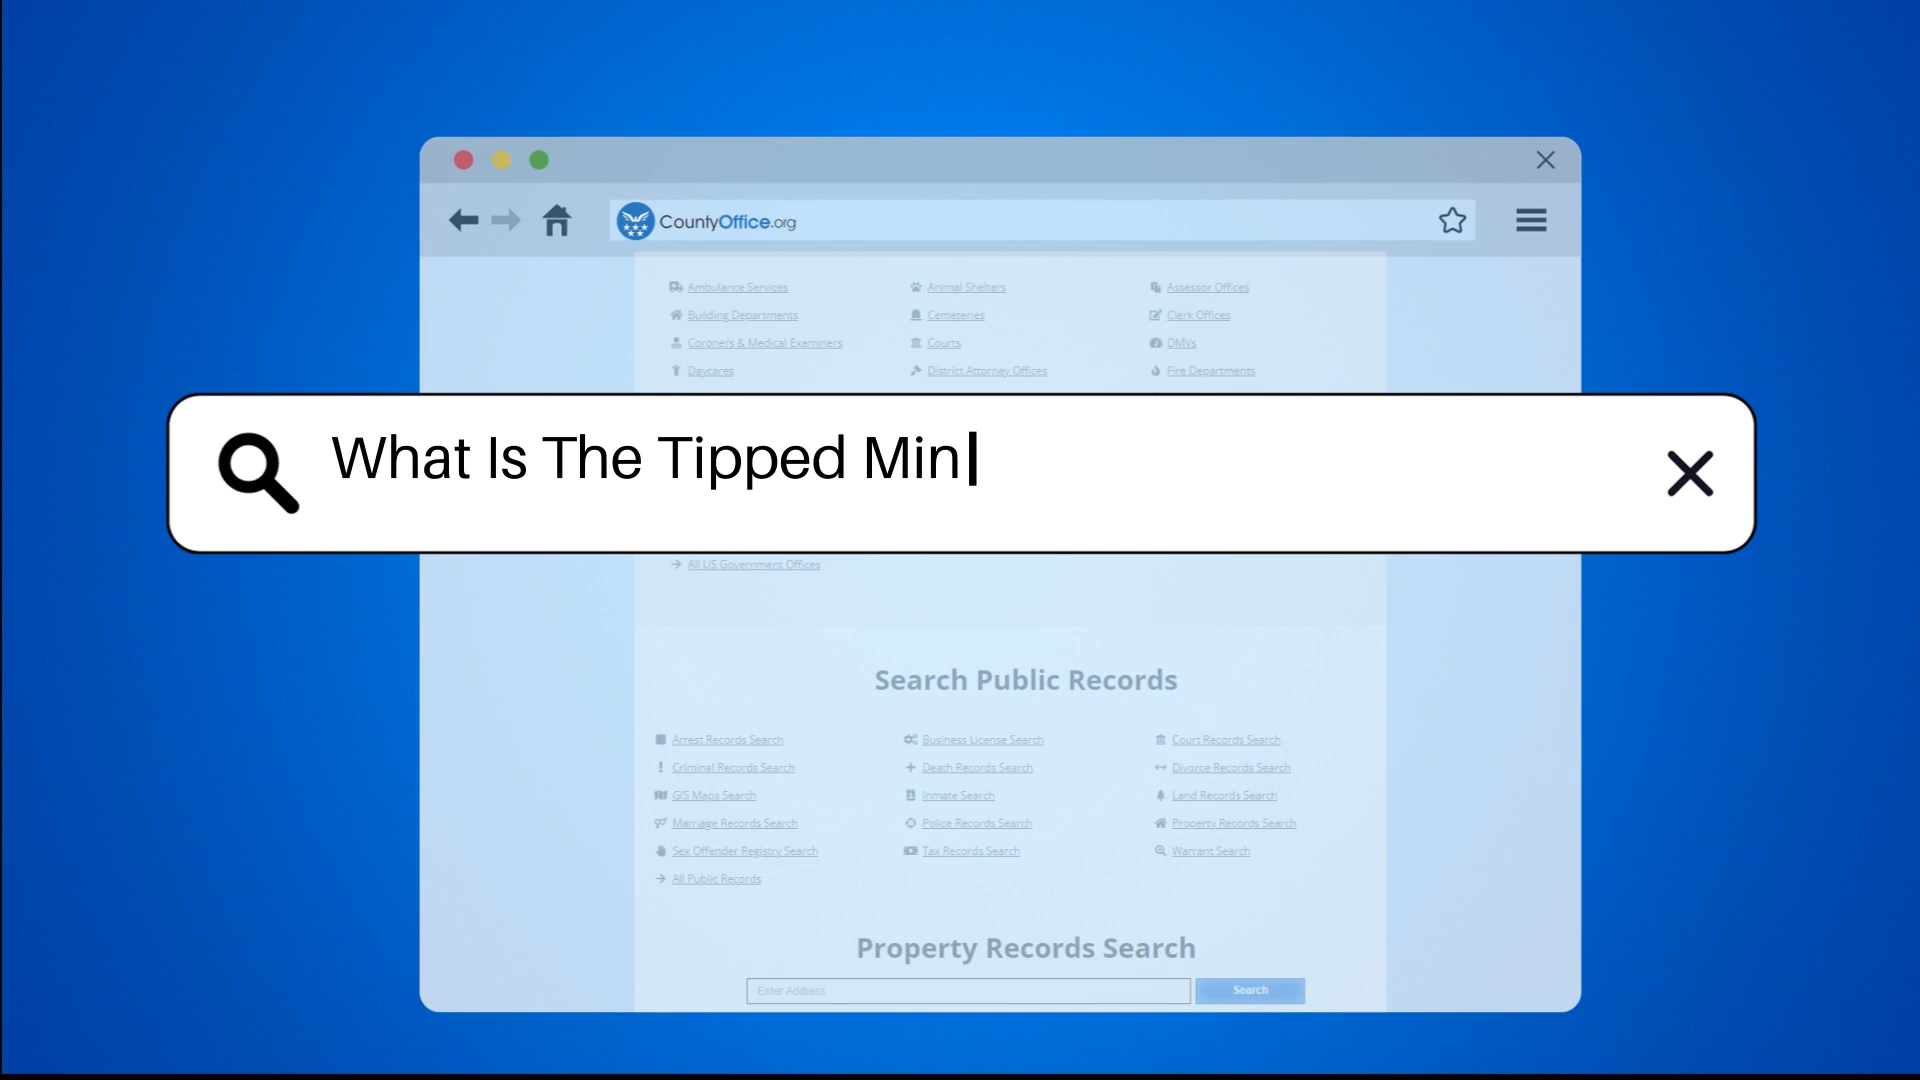 CountyOffice.org
Ambulance Services Animal Shelters Assessor Offices
Building Departments Cemeteries Clerk Offices
Coroners & Medical Examiners Courts DMVs
Daycares District Attorney Offices Fire Departments
What Is The Tipped Min
All US Government Offices
Search Public Records
Arrest Records Search Business License Search Court Records Search
Criminal Records Search Death Records Search Divorce Records Search
GIS Maps Search Inmate Search Land Records Search
Marriage Records Search Police Records Search Property Records Search
Sex Offender Registry Search Tax Records Search Warrant Search
All Public Records
Property Records Search
Enter Address Search